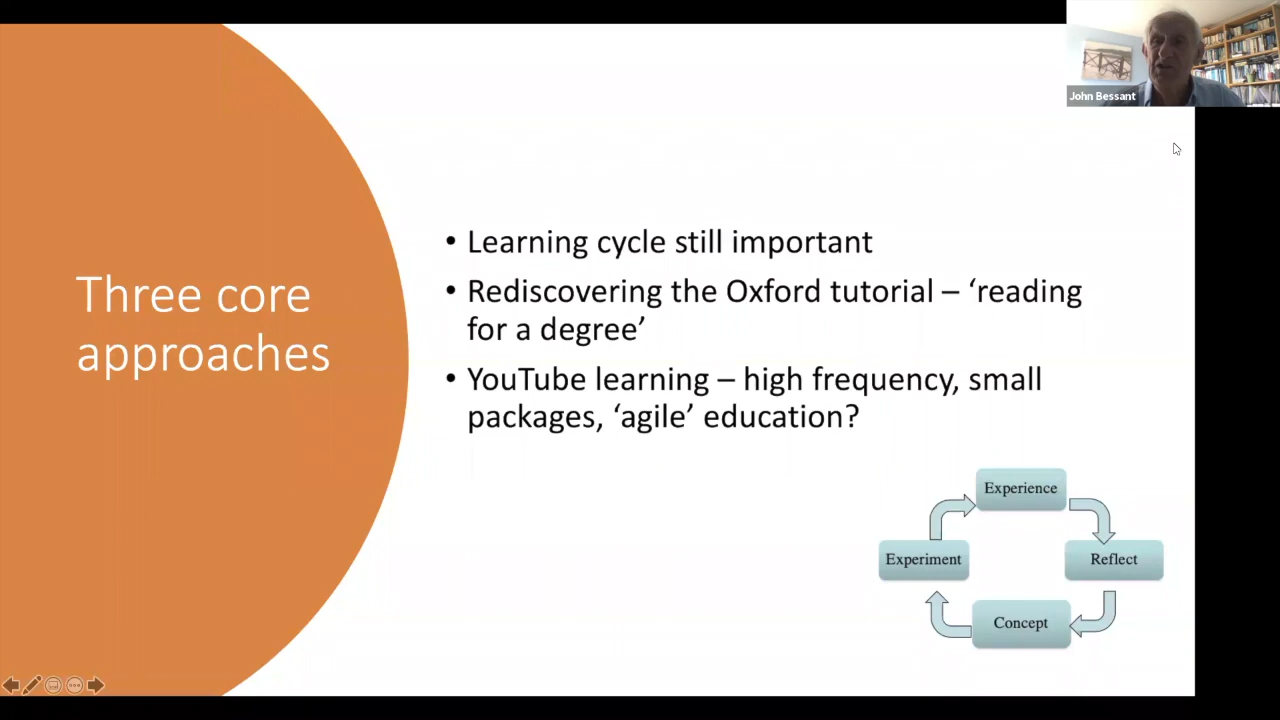 John Bessant
Three core
approaches
• Learning cycle still important
• Rediscovering the Oxford tutorial – ‘reading
for a degree’
• YouTube learning – high frequency, small
packages, ‘agile’ education?
Experience
Experiment
Reflect
Concept